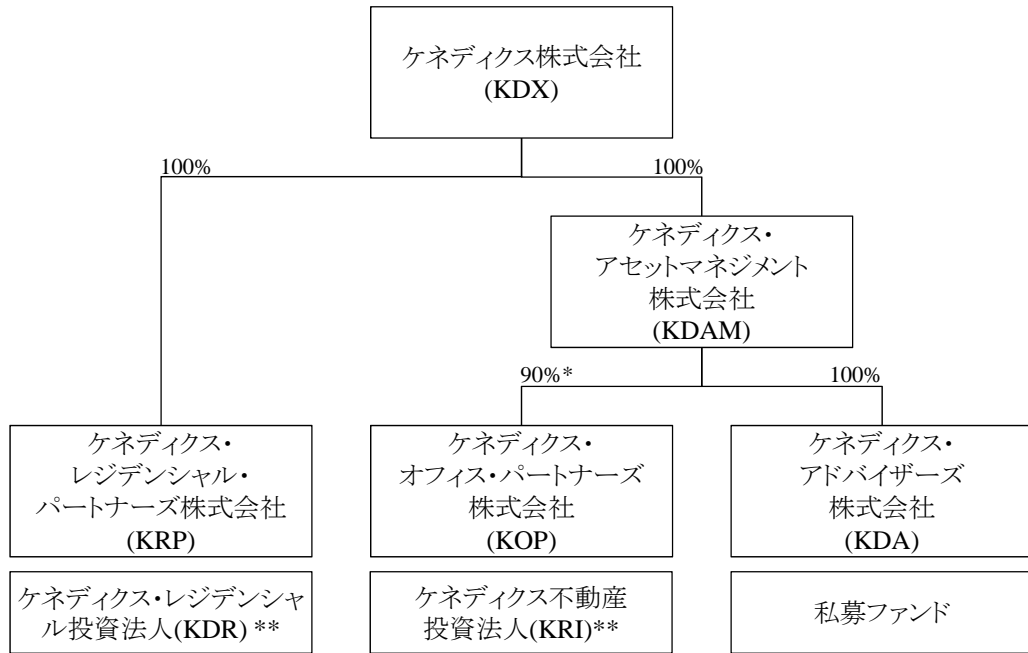 ケネディクス株式会社
(KDX)
100%
100%
ケネディクス・
アセットマネジメント
株式会社
(KDAM)
90%*
100%
ケネディクス・
レジデンシャル・
パートナーズ株式会社
(KRP)
ケネディクス・
オフィス・パートナーズ
株式会社
(KOP)
ケネディクス・
アドバイザーズ
株式会社
(KDA)
ケネディクス・レジデンシャ
ル投資法人(KDR) **
ケネディクス不動産
投資法人(KRI)**
私募ファンド